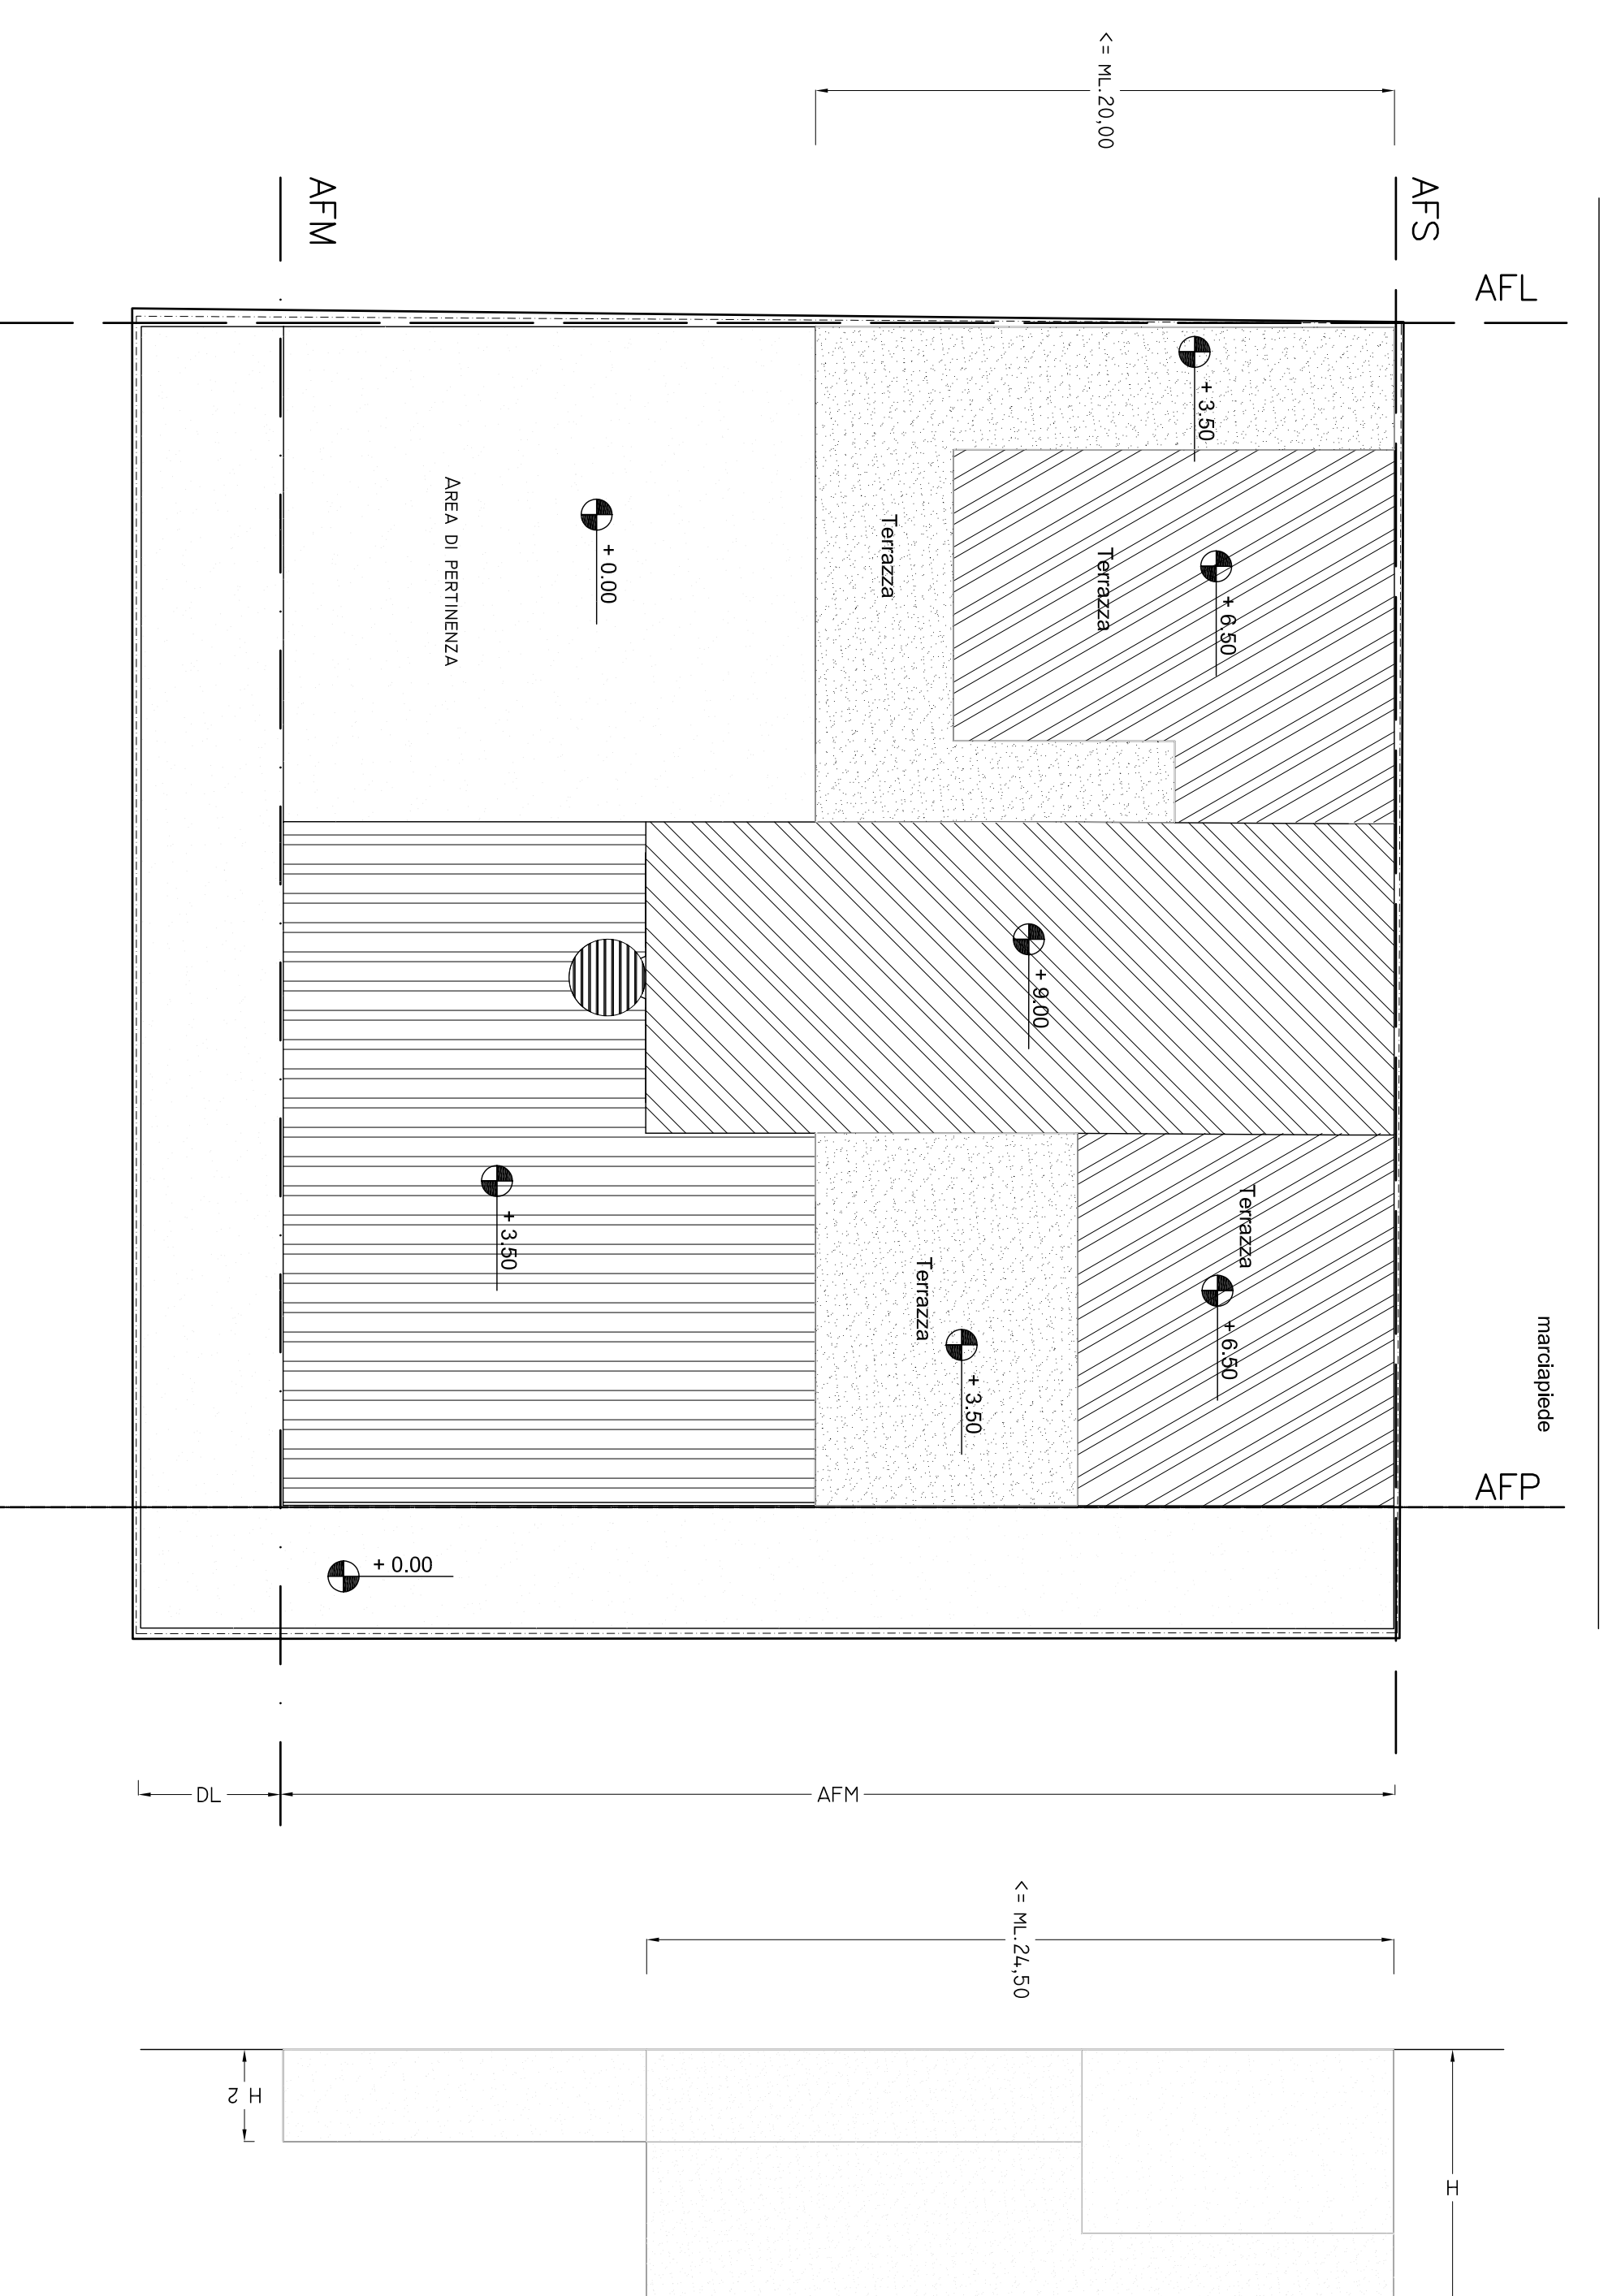 <= ML.20,00
AFM
AFS
AFL
+ 3.50
AREA DI PERTINENZA
+ 0.00
Terrazza
Terrazza
+ 6.50
+ 9.00
+ 3.50
Terrazza
+ 3.50
Terrazza
+ 6.50
marciapiede
AFP
+ 0.00
DL
AFM
<= ML.24,50
H 2
H